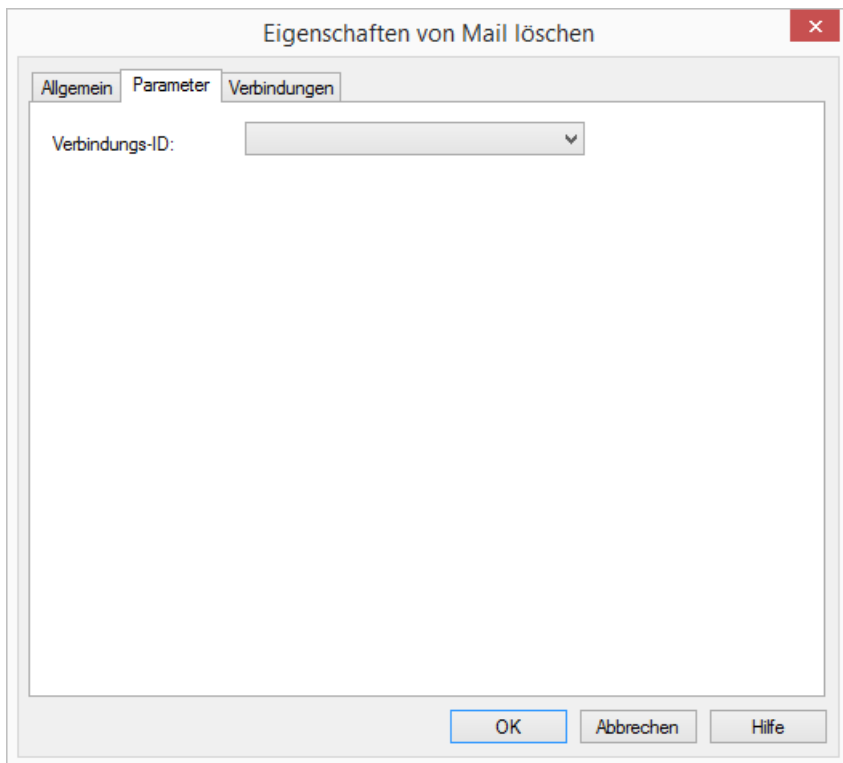 Eigenschaften von Mail löschen
Allgemein Parameter Verbindungen
Verbindungs-ID:
OK Abbrechen Hilfe